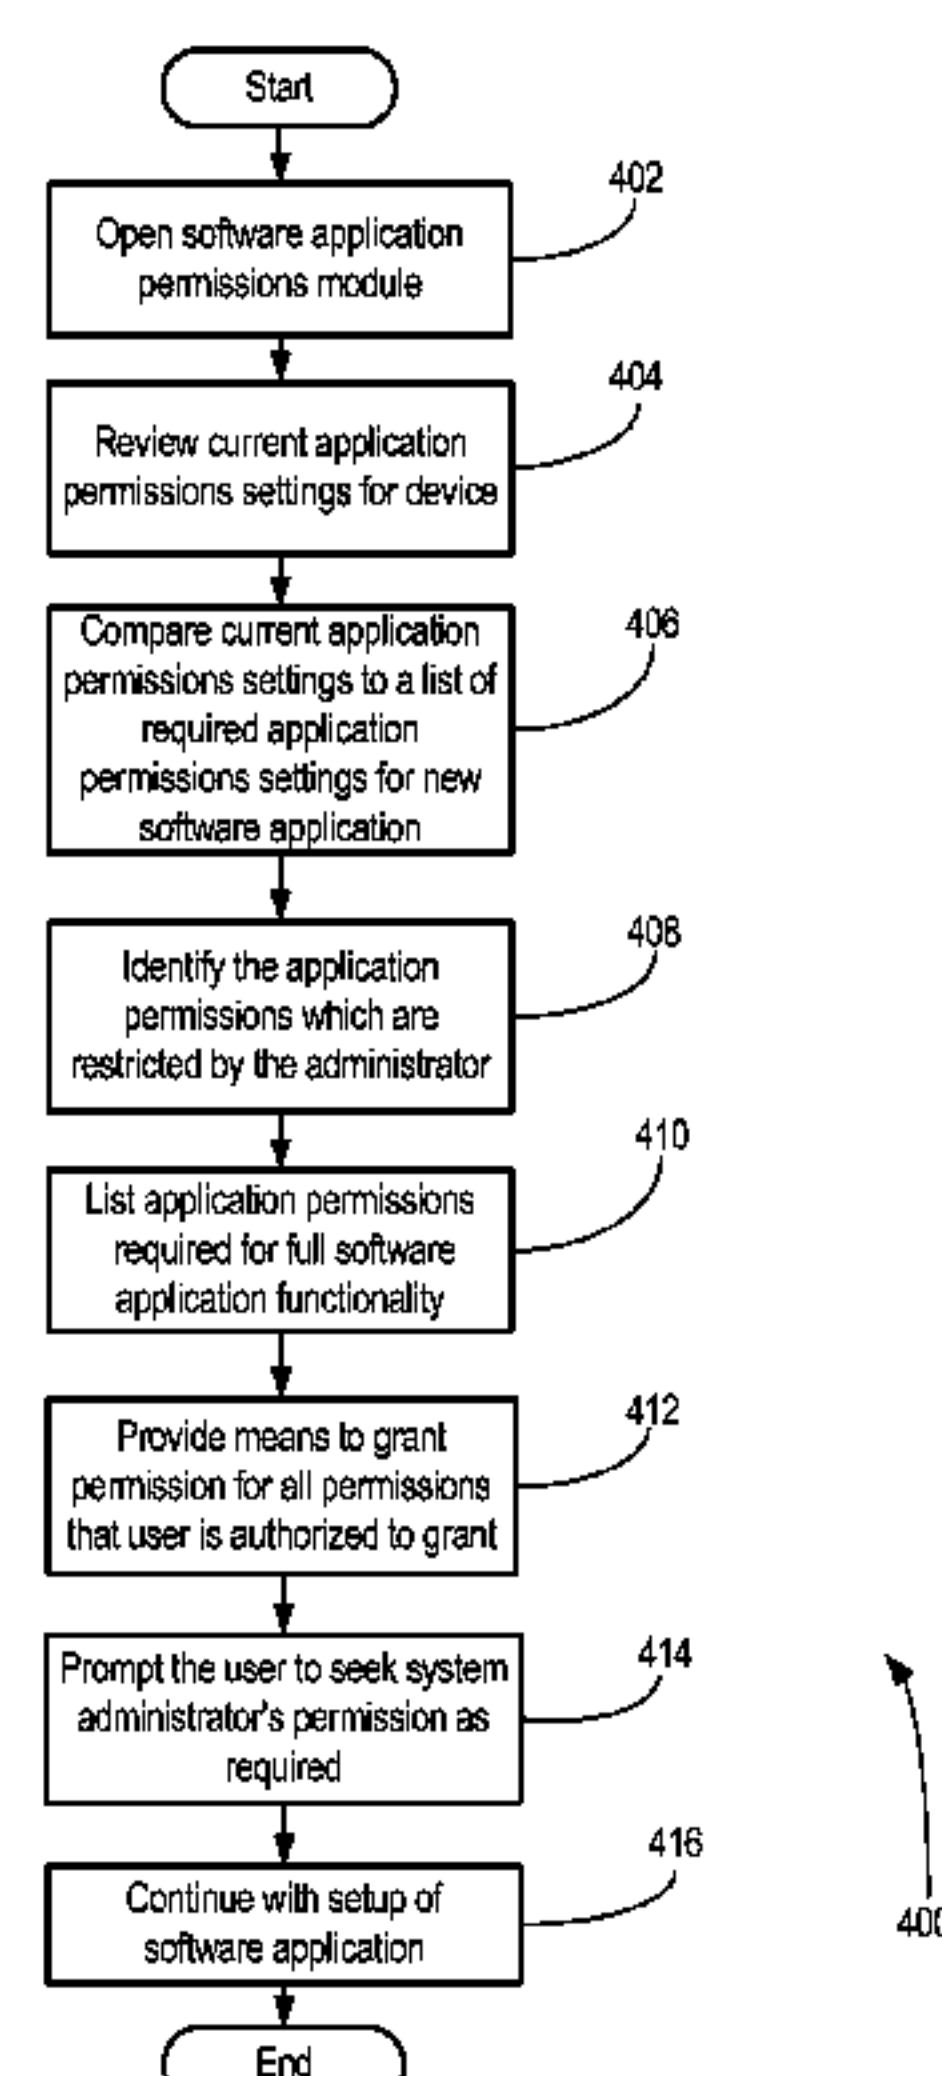 Start
402
Open software application
permissions module
404
Review current application
permissions settings for device
406
Compare current application
permissions settings to a list of
required application
permissions settings for new
software application
408
Identify the application
permissions which are
restricted by the administrator
410
List application permissions
required for full software
application functionality
412
Provide means to grant
permission for all permissions
that user is authorized to grant
414
Prompt the user to seek system
administrator's permission as
required
416
Continue with setup of
software application
400
End